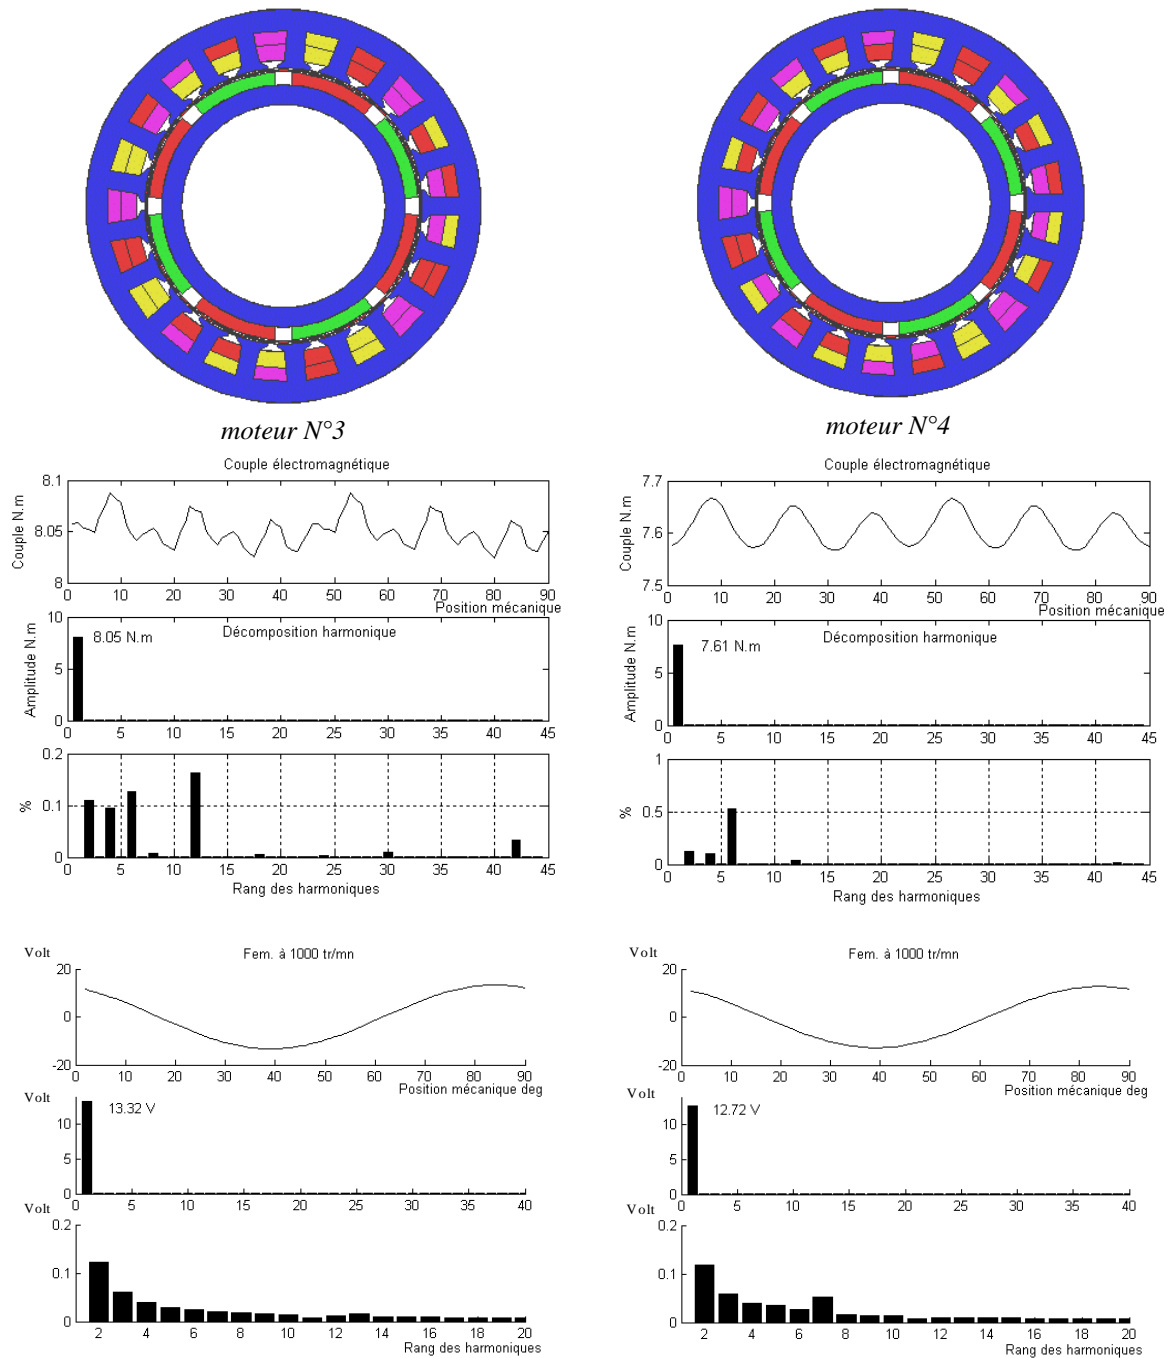 moteur N°3
moteur N°4
Couple électromagnétique
Couple N.m
8.1
8.05
8
0 10 20 30 40 50 60 70 80 90
Position mécanique
Décomposition harmonique
8.05 N.m
Amplitude N.m
10
5
0
0 5 10 15 20 25 30 35 40 45
%
0.2
0.1
0
0 5 10 15 20 25 30 35 40 45
Rang des harmoniques
Couple électromagnétique
Couple N.m
7.7
7.6
7.5
0 10 20 30 40 50 60 70 80 90
Position mécanique
Décomposition harmonique
7.61 N.m
Amplitude N.m
10
5
0
0 5 10 15 20 25 30 35 40 45
%
1
0.5
0
0 5 10 15 20 25 30 35 40 45
Rang des harmoniques
Volt
Fem. à 1000 tr/mn
20
0
-20
0 10 20 30 40 50 60 70 80 90
Position mécanique deg
Volt
13.32 V
10
5
0
0 5 10 15 20 25 30 35 40
Volt
0.2
0.1
0
2 4 6 8 10 12 14 16 18 20
Rang des harmoniques
Volt
Fem. à 1000 tr/mn
20
0
-20
0 10 20 30 40 50 60 70 80 90
Position mécanique deg
Volt
12.72 V
10
5
0
0 5 10 15 20 25 30 35 40
Volt
0.2
0.1
0
2 4 6 8 10 12 14 16 18 20
Rang des harmoniques